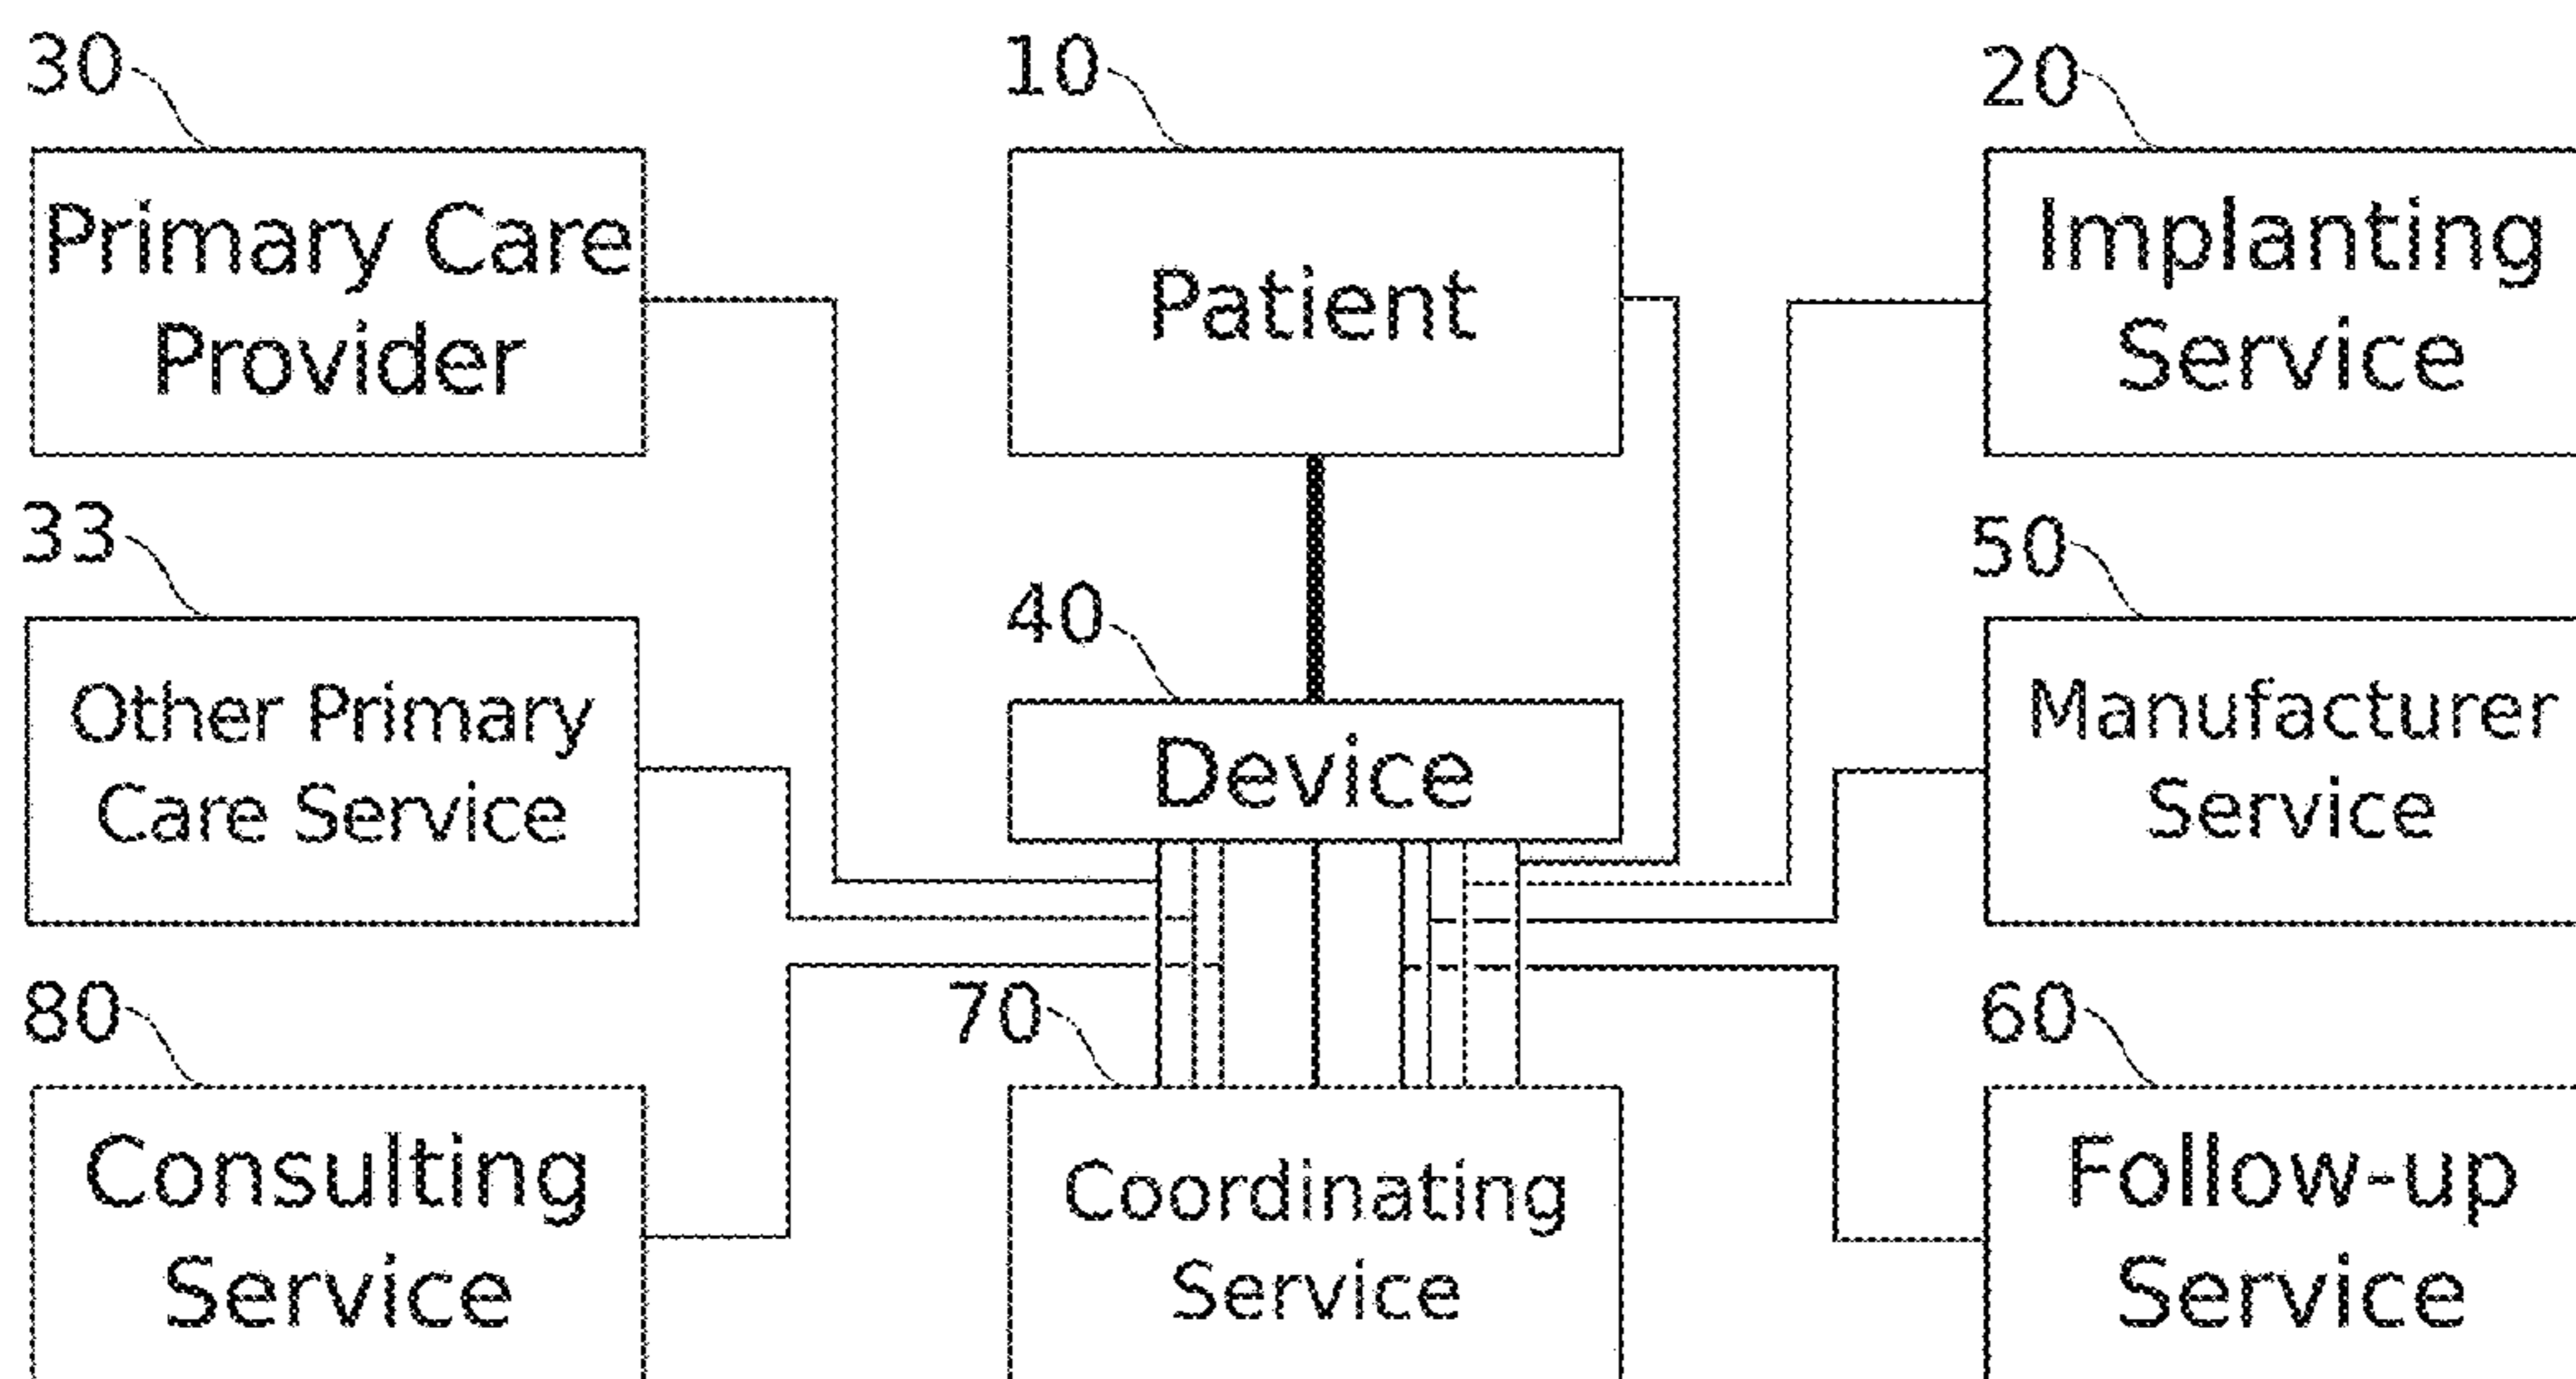 30
10
20
Primary Care
Provider
Patient
Implanting
Service
33
40
50
Other Primary
Care Service
Device
Manufacturer
Service
80
70
60
Consulting
Service
Coordinating
Service
Follow-up
Service